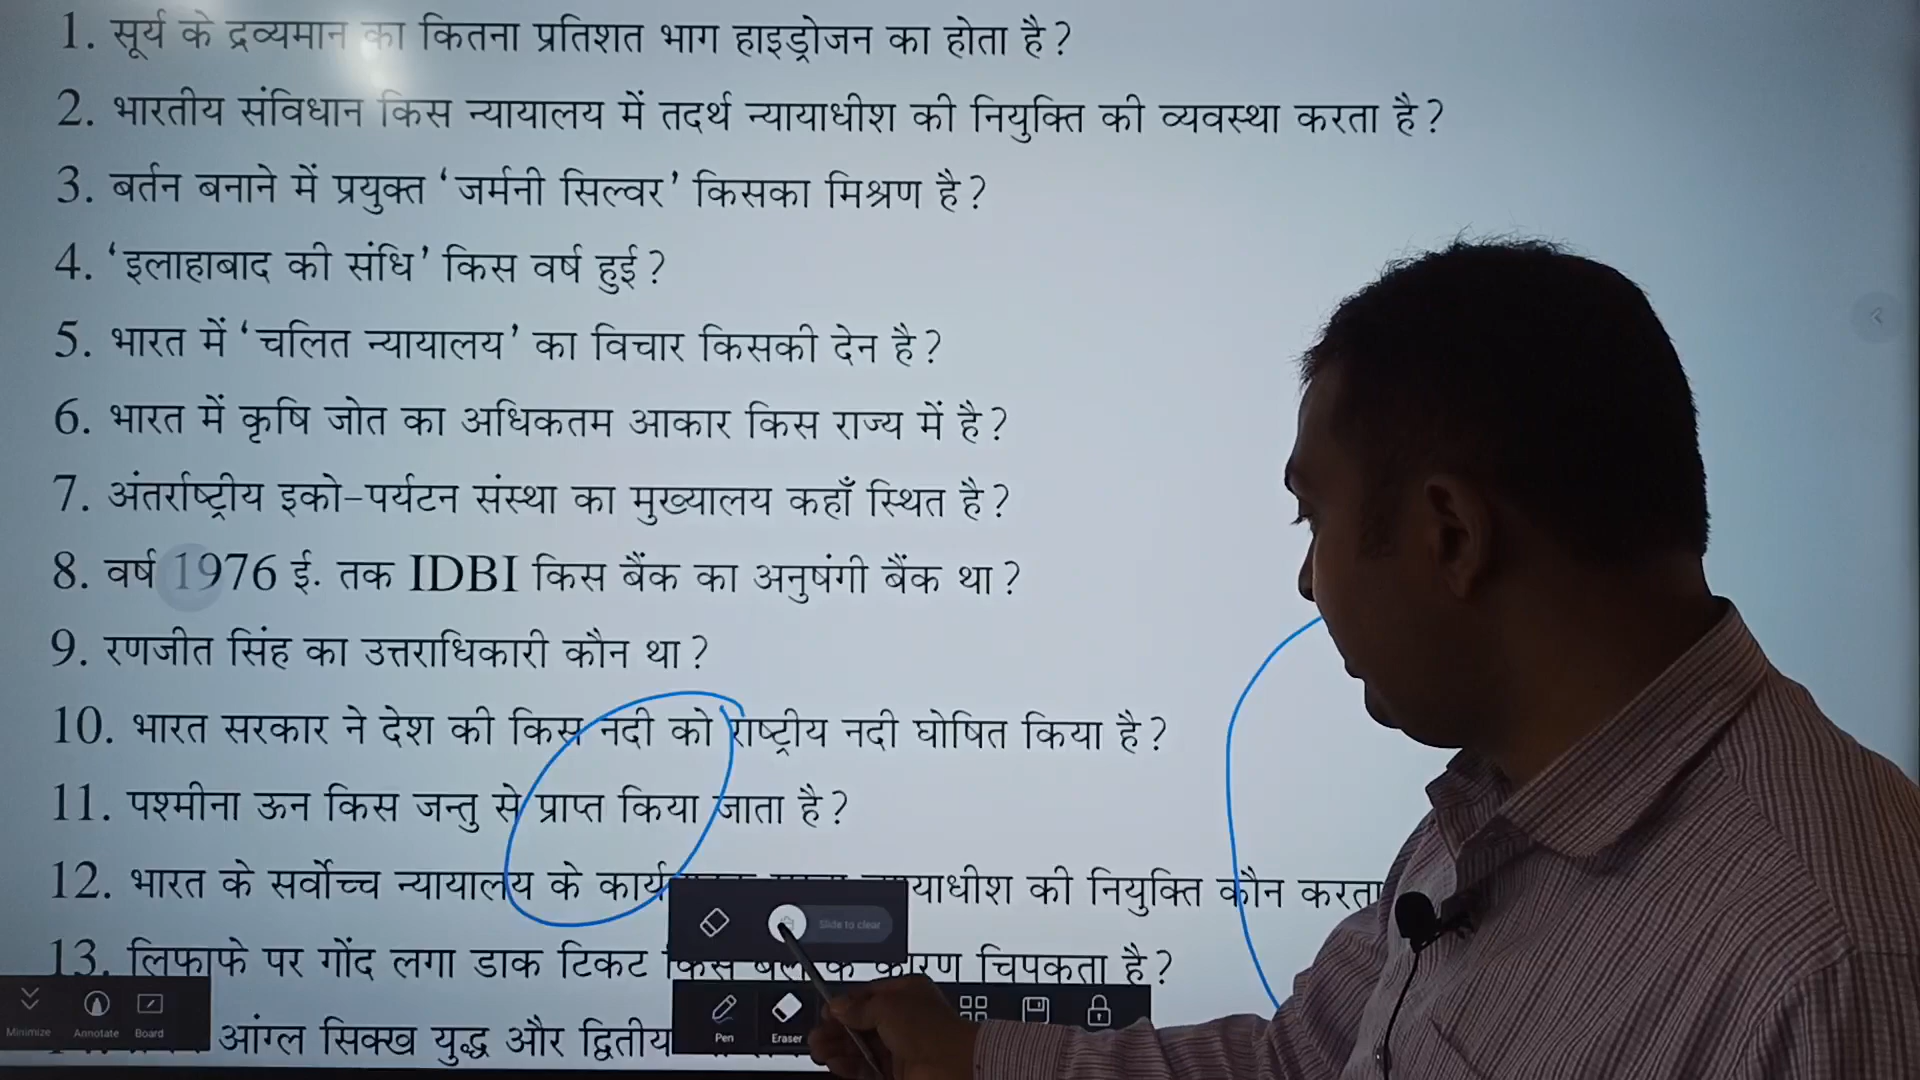 1. सूर्य के द्रव्यमान का कितना प्रतिशत भाग हाइड्रोजन का होता है ?
2. भारतीय संविधान किस न्यायालय में तदर्थ न्यायाधीश की नियुक्ति की व्यवस्था करता है ?
3. बर्तन बनाने में प्रयुक्त ‘जर्मनी सिल्वर’ किसका मिश्रण है ?
4. ‘इलाहाबाद की संधि’ किस वर्ष हुई ?
5. भारत में ‘चलित न्यायालय’ का विचार किसकी देन है ?
6. भारत में कृषि जोत का अधिकतम आकार किस राज्य में है ?
7. अंतर्राष्ट्रीय इको-पर्यटन संस्था का मुख्यालय कहाँ स्थित है ?
8. वर्ष 1976 ई. तक IDBI किस बैंक का अनुषंगी बैंक था ?
9. रणजीत सिंह का उत्तराधिकारी कौन था ?
10. भारत सरकार ने देश की किस नदी को राष्ट्रीय नदी घोषित किया है ?
11. पश्मीना ऊन किस जन्तु से प्राप्त किया जाता है ?
12. भारत के सर्वोच्च न्यायालय के न्यायाधीश की नियुक्ति कौन करता
Slide to clear
13. लिफाफे पर गोंद लगा डाक टिकट किस बल के कारण चिपकता है ?
Minimize Annotate Board
आंग्ल सिक्ख युद्ध और द्वितीय
Pen Eraser